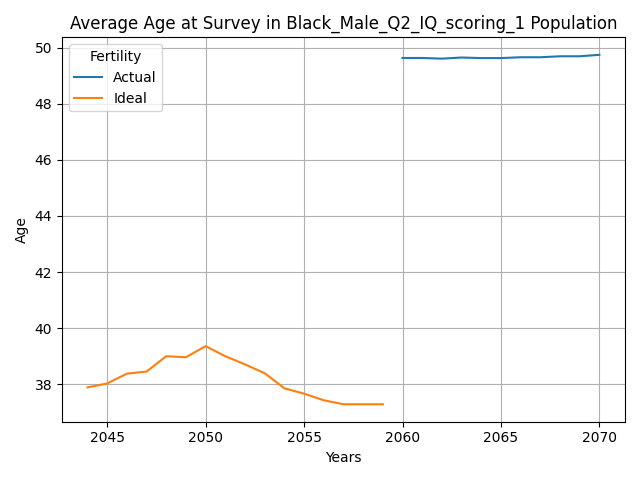 Average Age at Survey in Black_Male_Q2_IQ_scoring_1 Population
Fertility
Actual
Ideal
50
48
46
44
42
40
38
Age
2045 2050 2055 2060 2065 2070
Years